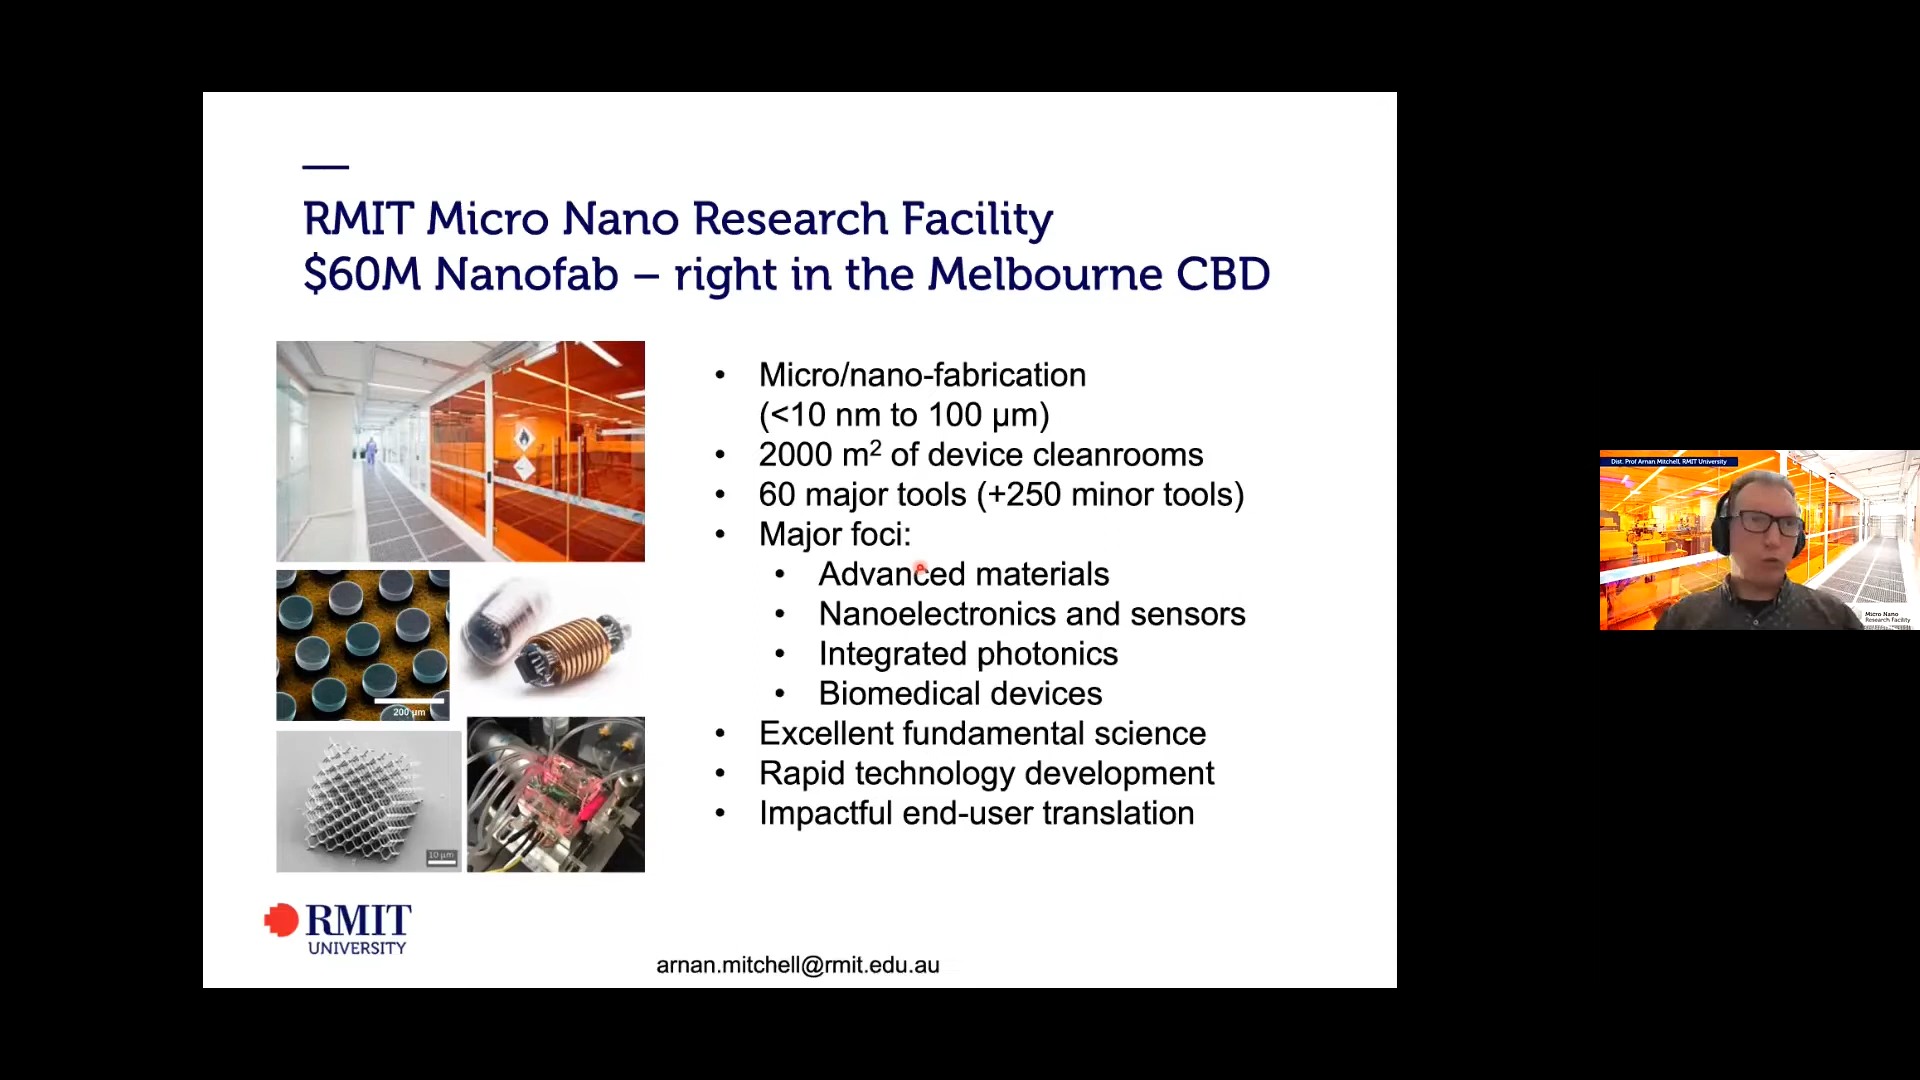 RMIT Micro Nano Research Facility
$60M Nanofab – right in the Melbourne CBD
• Micro/nano-fabrication
(<10 nm to 100 µm)
• 2000 m² of device cleanrooms
• 60 major tools (+250 minor tools)
• Major foci:
• Advanced materials
• Nanoelectronics and sensors
• Integrated photonics
• Biomedical devices
• Excellent fundamental science
• Rapid technology development
• Impactful end-user translation
200 µm
10 µm
RMIT
UNIVERSITY
arnan.mitchell@rmit.edu.au
Dist. Prof Arnan Mitchell, RMIT University
Micro Nano
Research Facility